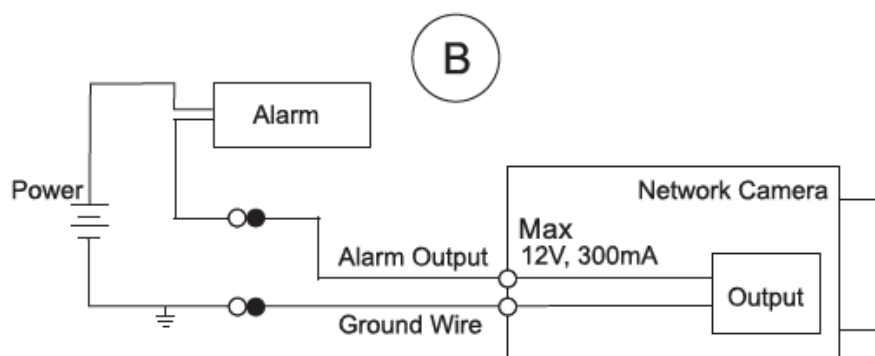 B
Alarm
Power
Network Camera
Max
12V, 300mA
Alarm Output
Output
Ground Wire